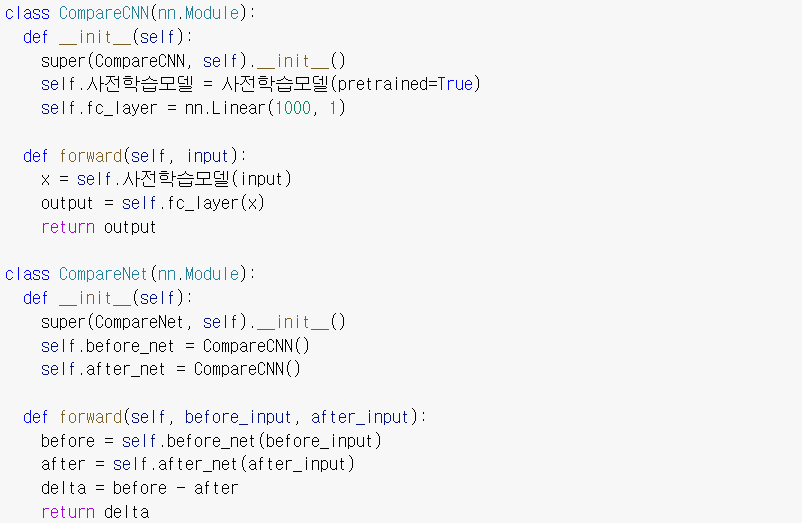 class CompareCNN(nn.Module):
  def __init__(self):
    super(CompareCNN, self).__init__()
    self.사전학습모델 = 사전학습모델(pretrained=True)
    self.fc_layer = nn.Linear(1000, 1)

  def forward(self, input):
    x = self.사전학습모델(input)
    output = self.fc_layer(x)
    return output

class CompareNet(nn.Module):
  def __init__(self):
    super(CompareNet, self).__init__()
    self.before_net = CompareCNN()
    self.after_net = CompareCNN()

  def forward(self, before_input, after_input):
    before = self.before_net(before_input)
    after = self.after_net(after_input)
    delta = before - after
    return delta